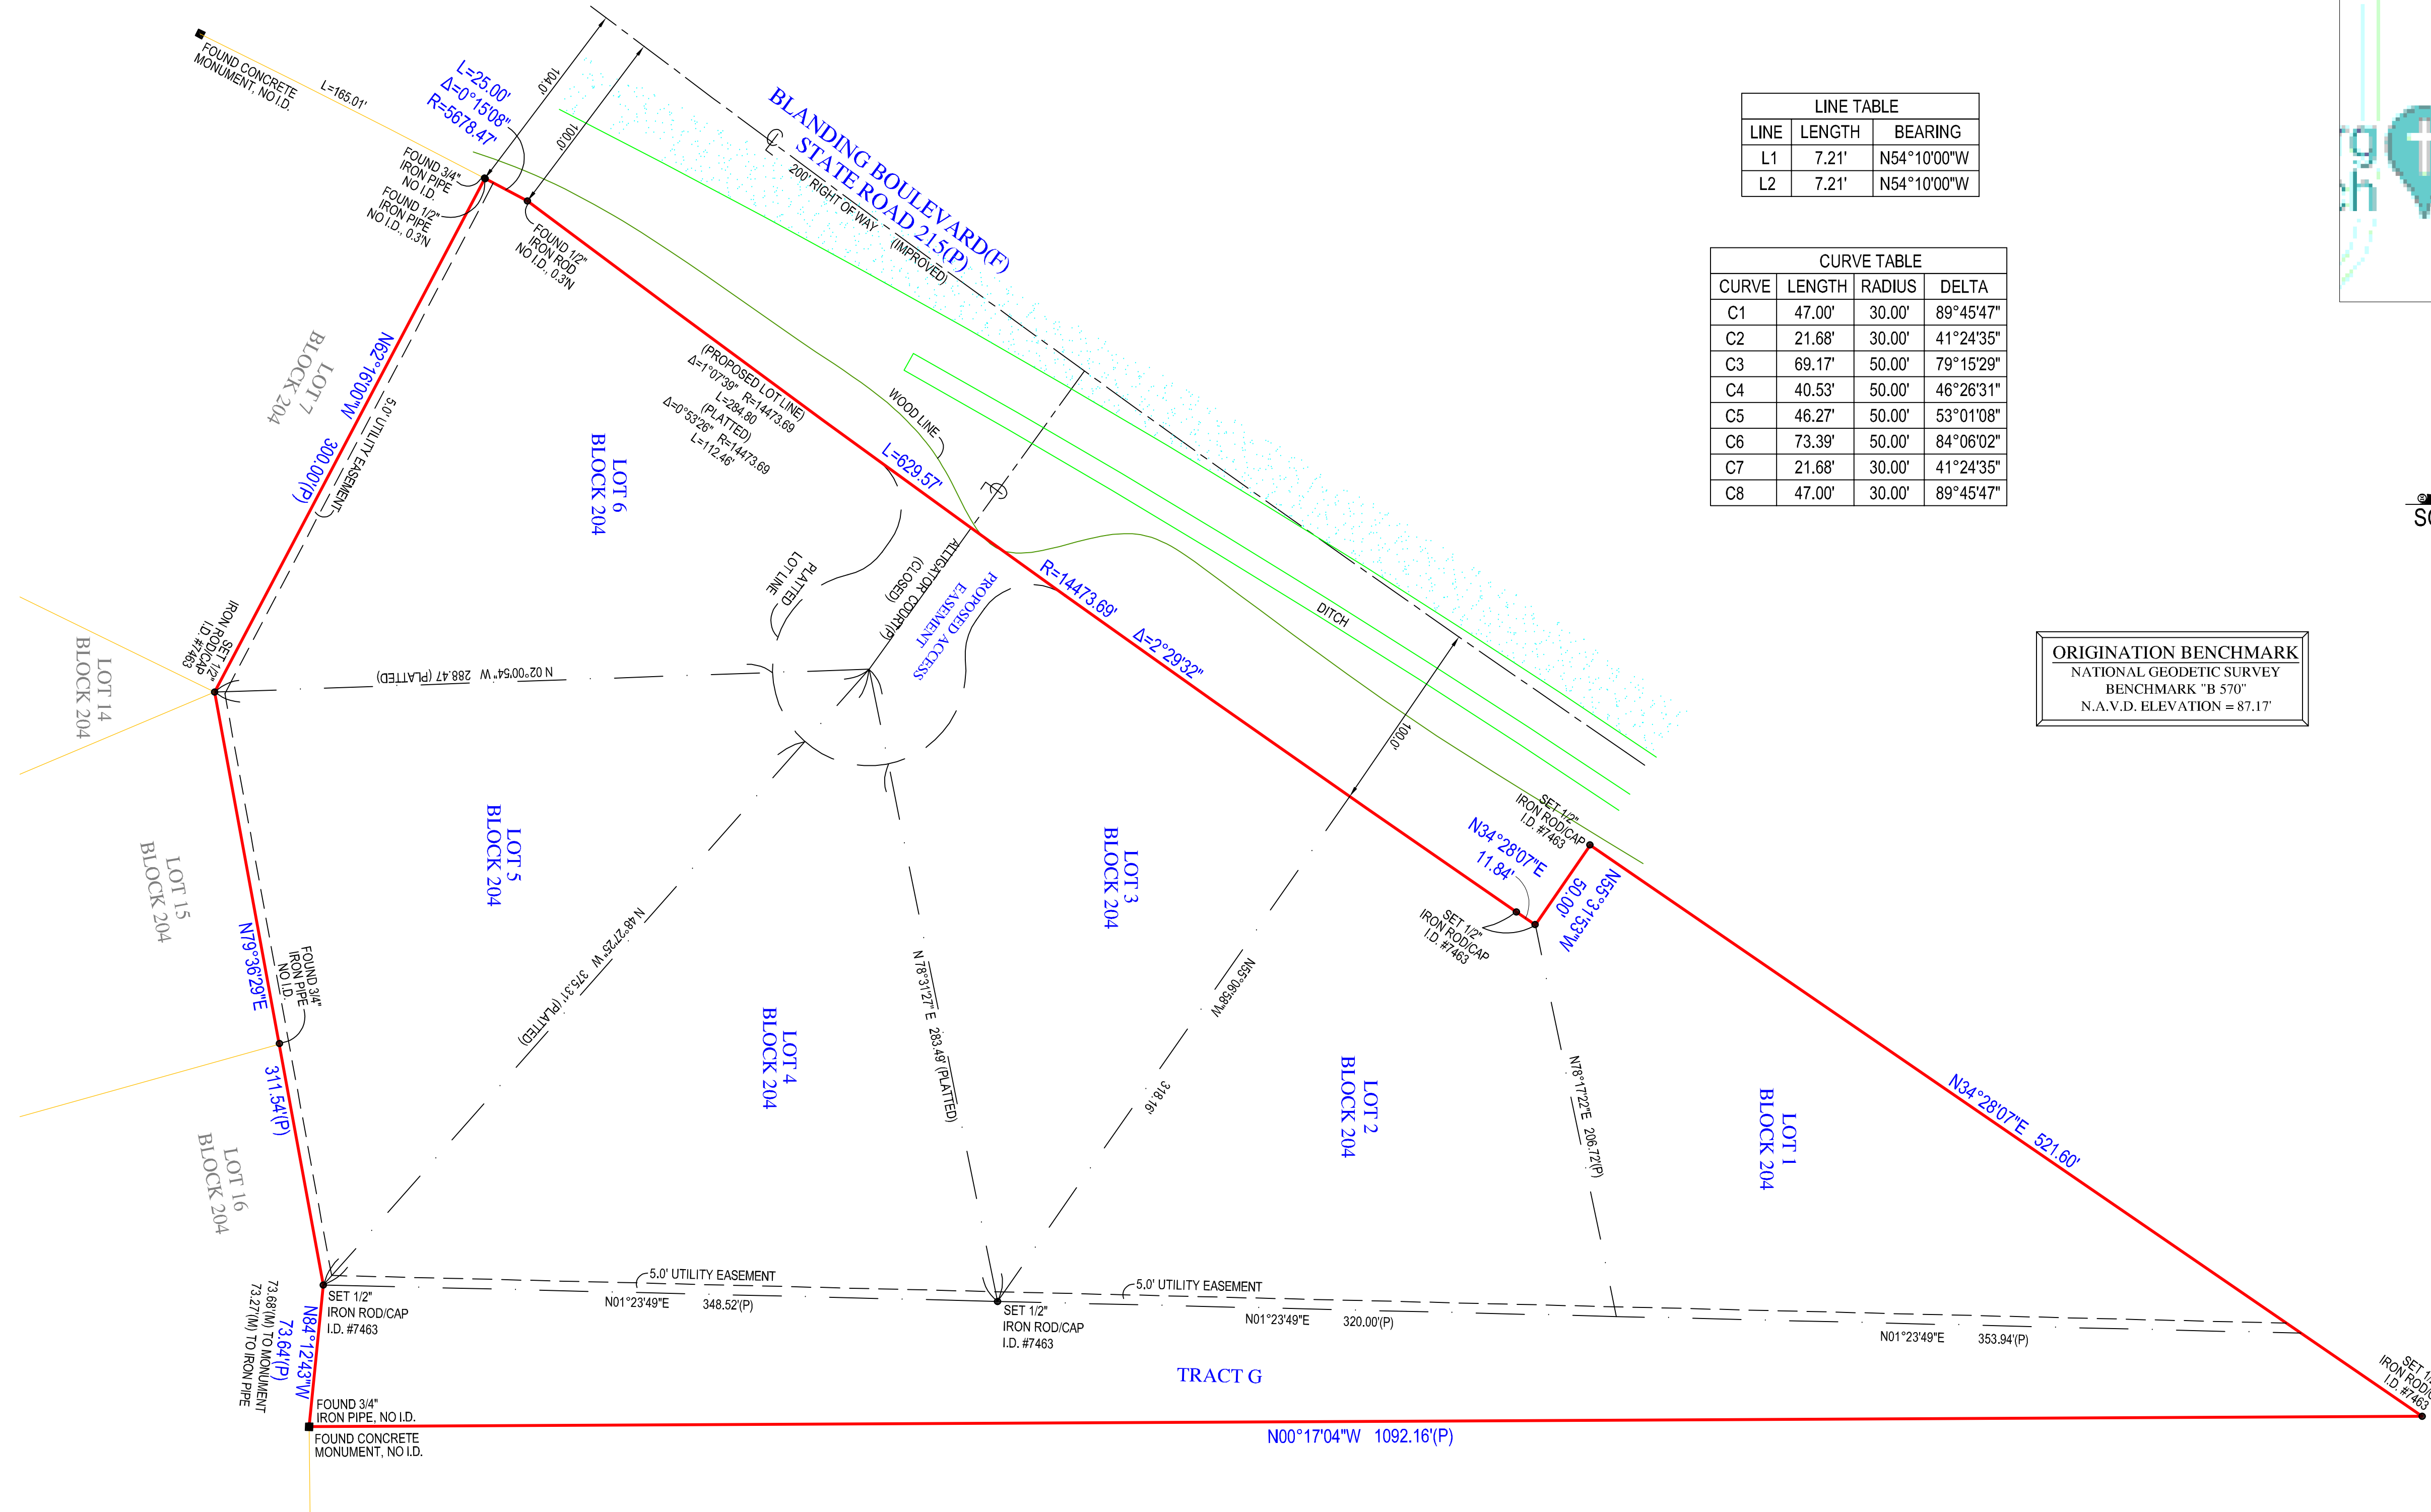 FOUND CONCRETE
MONUMENT, NO I.D.
L=165.01'
L=25.00'
Δ=0°15'08"
R=5678.47'
104.0'
100.0'
FOUND 3/4"
IRON PIPE
NO I.D.
FOUND 1/2"
IRON PIPE
NO I.D., 0.3'N
FOUND 1/2"
IRON ROD
NO I.D., 0.3'N
BLANDING BOULEVARD(F)
STATE ROAD 215(P)
200' RIGHT OF WAY (IMPROVED)
LINE TABLE
LINE LENGTH BEARING
L1 7.21' N54°10'00"W
L2 7.21' N54°10'00"W
CURVE TABLE
CURVE LENGTH RADIUS DELTA
C1 47.00' 30.00' 89°45'47"
C2 21.68' 30.00' 41°24'35"
C3 69.17' 50.00' 79°15'29"
C4 40.53' 50.00' 46°26'31"
C5 46.27' 50.00' 53°01'08"
C6 73.39' 50.00' 84°06'02"
C7 21.68' 30.00' 41°24'35"
C8 47.00' 30.00' 89°45'47"
ORIGINATION BENCHMARK
NATIONAL GEODETIC SURVEY
BENCHMARK "B 570"
N.A.V.D. ELEVATION = 87.17'
LOT 7
BLOCK 204
N62°16'00"W 300.00'(P)
5.0' UTILITY EASEMENT
(PROPOSED LOT LINE)
Δ=1°07'39" R=14473.69
L=284.80
(PLATTED)
Δ=0°53'26" R=14473.69
L=112.46'
WOOD LINE
L=629.57'
R=14473.69'
Δ=2°29'32"
DITCH
LOT 6
BLOCK 204
PLATTED
LOT LINE
ALLIGATOR COURT(P)
(CLOSED)
PROPOSED ACCESS
EASEMENT
SET 1/2"
IRON ROD/CAP
I.D. #7463
N 02°00'54" W 288.47 (PLATTED)
LOT 14
BLOCK 204
100.0'
SET 1/2"
IRON ROD/CAP
I.D. #7463
N34°28'07"E
11.84'
N55°31'53"W
50.00'
SET 1/2"
IRON ROD/CAP
I.D. #7463
LOT 15
BLOCK 204
LOT 5
BLOCK 204
LOT 3
BLOCK 204
N79°36'29"E
311.54'(P)
FOUND 3/4"
IRON PIPE
NO I.D.
N 48°27'25" W 375.31' (PLATTED)
N 78°31'27" E 283.49' (PLATTED)
N55°06'58"W
318.16'
LOT 4
BLOCK 204
LOT 2
BLOCK 204
N78°17'22"E 206.72'(P)
LOT 1
BLOCK 204
N34°28'07"E 521.60'
LOT 16
BLOCK 204
5.0' UTILITY EASEMENT
N01°23'49"E 348.52'(P)
SET 1/2"
IRON ROD/CAP
I.D. #7463
5.0' UTILITY EASEMENT
N01°23'49"E 320.00'(P)
SET 1/2"
IRON ROD/CAP
I.D. #7463
N01°23'49"E 353.94'(P)
N84°12'43"W
73.64'(P)
73.68'(M) TO MONUMENT
73.27'(M) TO IRON PIPE
TRACT G
FOUND 3/4"
IRON PIPE, NO I.D.
FOUND CONCRETE
MONUMENT, NO I.D.
N00°17'04"W 1092.16'(P)
I.D. #7463